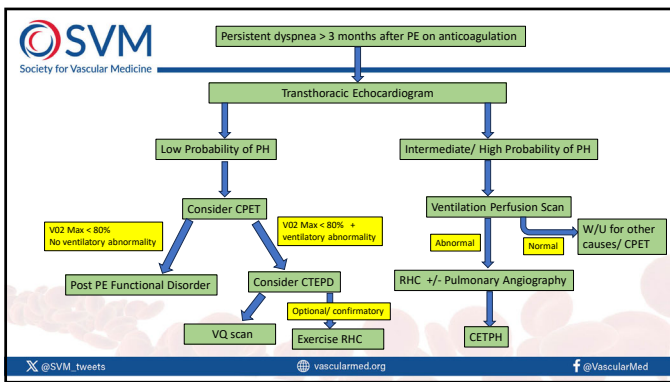 SVM
Society for Vascular Medicine
Persistent dyspnea > 3 months after PE on anticoagulation
Transthoracic Echocardiogram
Low Probability of PH
Intermediate/ High Probability of PH
Consider CPET
Ventilation Perfusion Scan
V02 Max < 80%
No ventilatory abnormality
V02 Max < 80% +
ventilatory abnormality
Abnormal
Normal
W/U for other
causes/ CPET
Post PE Functional Disorder
Consider CTEPD
RHC +/- Pulmonary Angiography
Optional/ confirmatory
VQ scan
Exercise RHC
CETPH
X @SVM_tweets
vascularmed.org
f @VascularMed